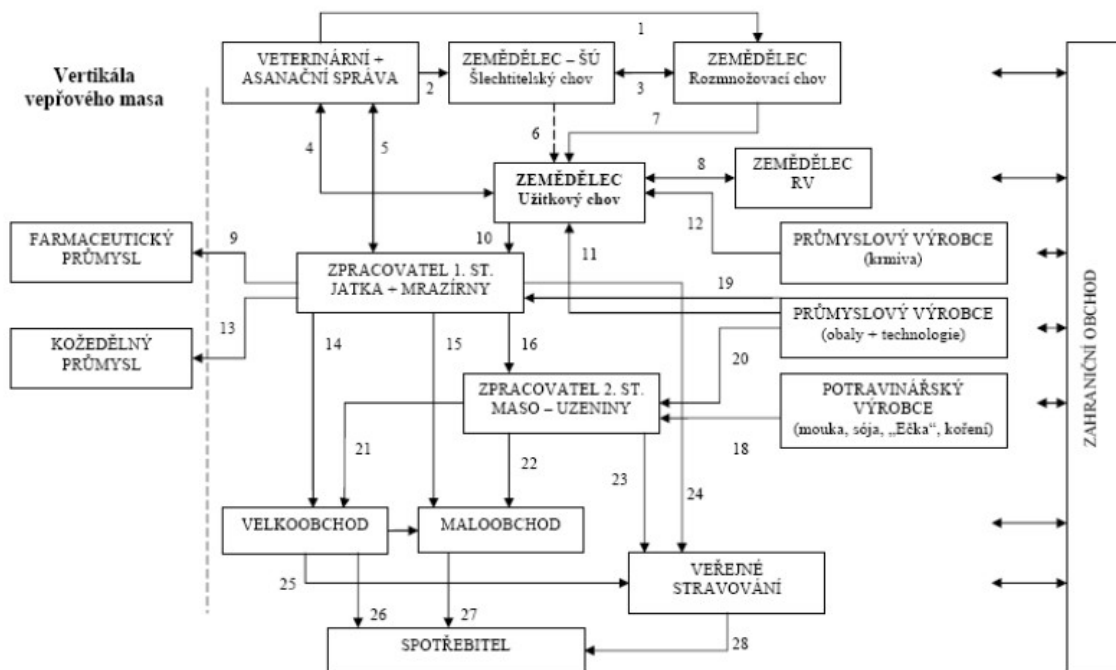 Vertikála
vepřového masa
VETERINÁRNÍ +
ASANAČNÍ SPRÁVA
ZEMĚDĚLEC – ŠÚ
Šlechtitelský chov
ZEMĚDĚLEC
Rozmnožovací chov
1
2
3
4
5
6
7
ZEMĚDĚLEC
Užitkový chov
8
ZEMĚDĚLEC
RV
FARMACEUTICKÝ
PRŮMYSL
9
10
11
12
PRŮMYSLOVÝ VÝROBCE
(krmiva)
ZPRACOVATEL 1. ST.
JATKA + MRAZÍRNY
19
PRŮMYSLOVÝ VÝROBCE
(obaly + technologie)
KOŽEDĚLNÝ
PRŮMYSL
13
14
15
16
20
ZPRACOVATEL 2. ST.
MASO – UZENINY
POTRAVINÁŘSKÝ
VÝROBCE
(mouka, sója, „Ečka“, koření)
18
21
22
23
24
VELKOOBCHOD
MALOOBCHOD
VEŘEJNÉ
STRAVOVÁNÍ
25
26
27
28
SPOTŘEBITEL
ZAHRANIČNÍ OBCHOD